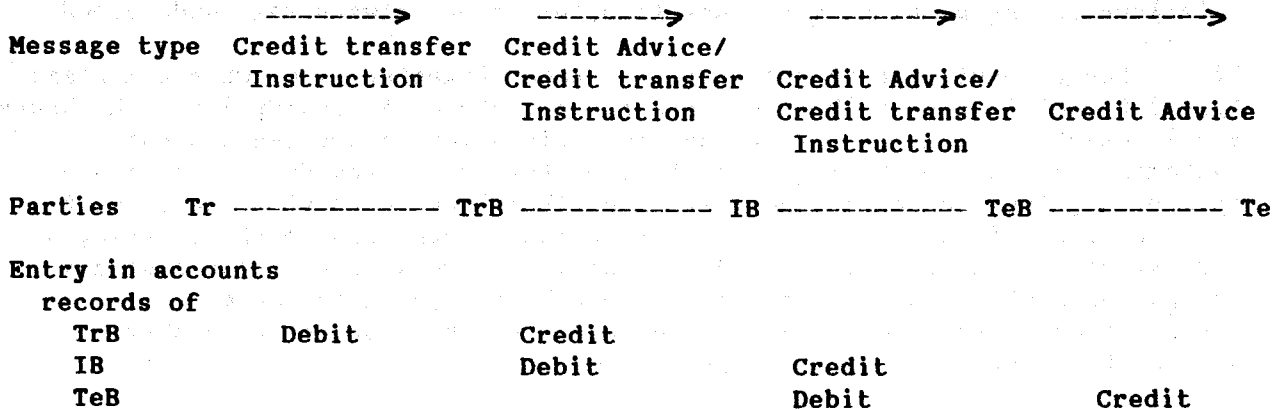 --------->          --------->          --------->          --------->
Message type  Credit transfer  Credit Advice/
Instruction  Credit transfer  Credit Advice/
Instruction  Credit transfer  Credit Advice
Instruction
Parties  Tr ------------- TrB ------------ IB ------------ TeB ----------- Te
Entry in accounts
records of
TrB  Debit  Credit
IB  Debit  Credit
TeB  Debit  Credit